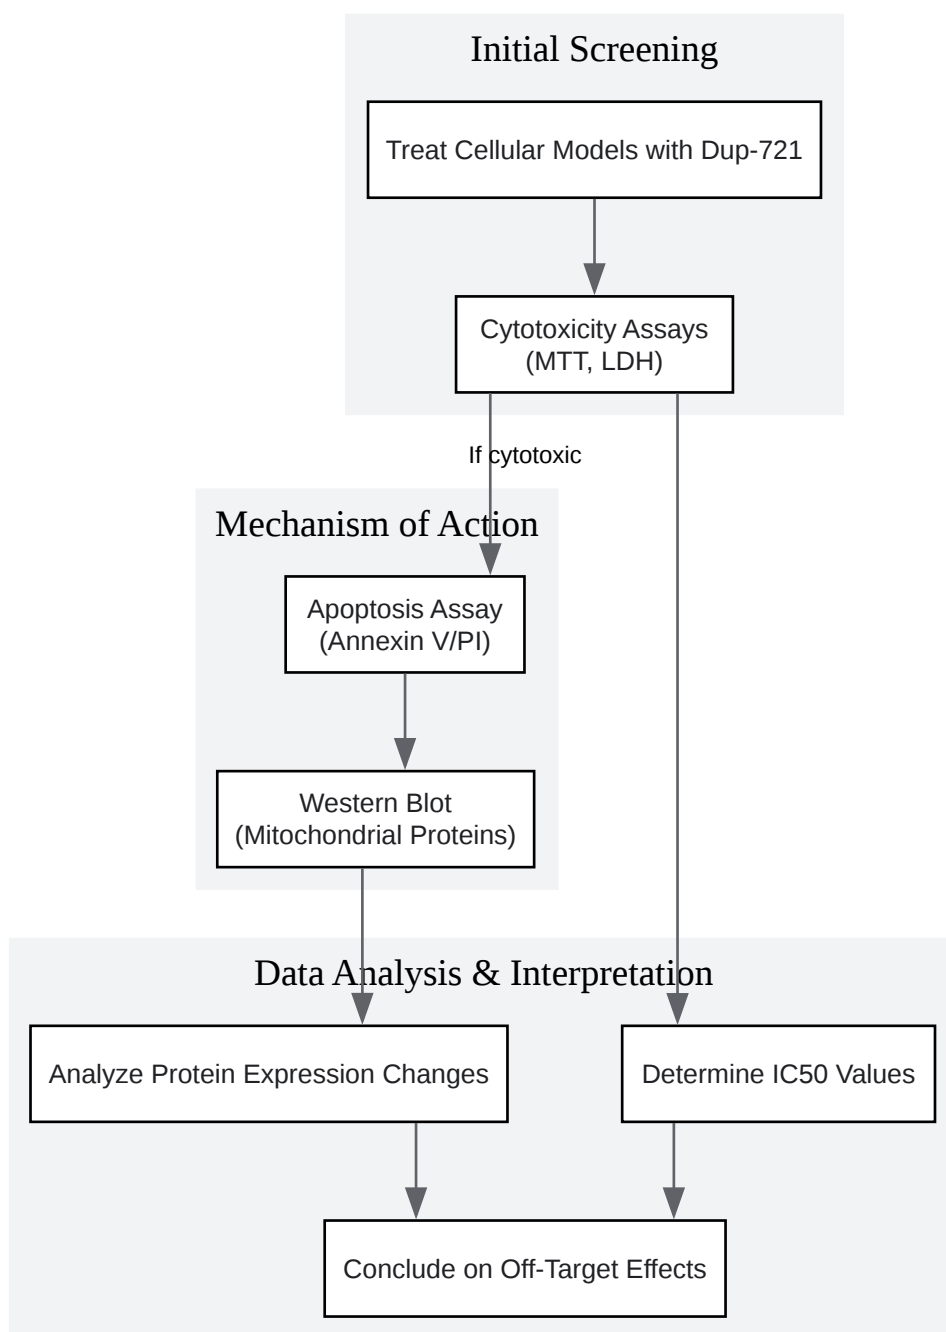 Initial Screening
Treat Cellular Models with Dup-721
Cytotoxicity Assays
(MTT, LDH)
If cytotoxic
Mechanism of Action
Apoptosis Assay
(Annexin V/PI)
Western Blot
(Mitochondrial Proteins)
Data Analysis & Interpretation
Analyze Protein Expression Changes
Determine IC50 Values
Conclude on Off-Target Effects